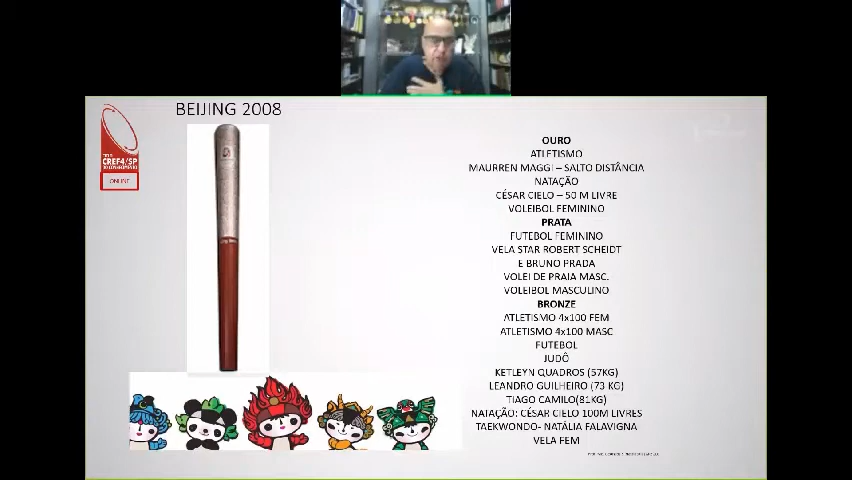 BEIJING 2008
CREF4/SP
DO CONHECIMENTO
ONLINE
OURO
ATLETISMO
MAURREN MAGGI – SALTO DISTÂNCIA
NATAÇÃO
CÉSAR CIELO – 50 M LIVRE
VOLEIBOL FEMININO
PRATA
FUTEBOL FEMININO
VELA STAR ROBERT SCHEIDT
E BRUNO PRADA
VOLEI DE PRAIA MASC.
VOLEIBOL MASCULINO
BRONZE
ATLETISMO 4x100 FEM
ATLETISMO 4x100 MASC
FUTEBOL
JUDÔ
KETLEYN QUADROS (57KG)
LEANDRO GUILHEIRO (73 KG)
TIAGO CAMILO(81KG)
NATAÇÃO: CÉSAR CIELO 100M LIVRES
TAEKWONDO- NATÁLIA FALAVIGNA
VELA FEM